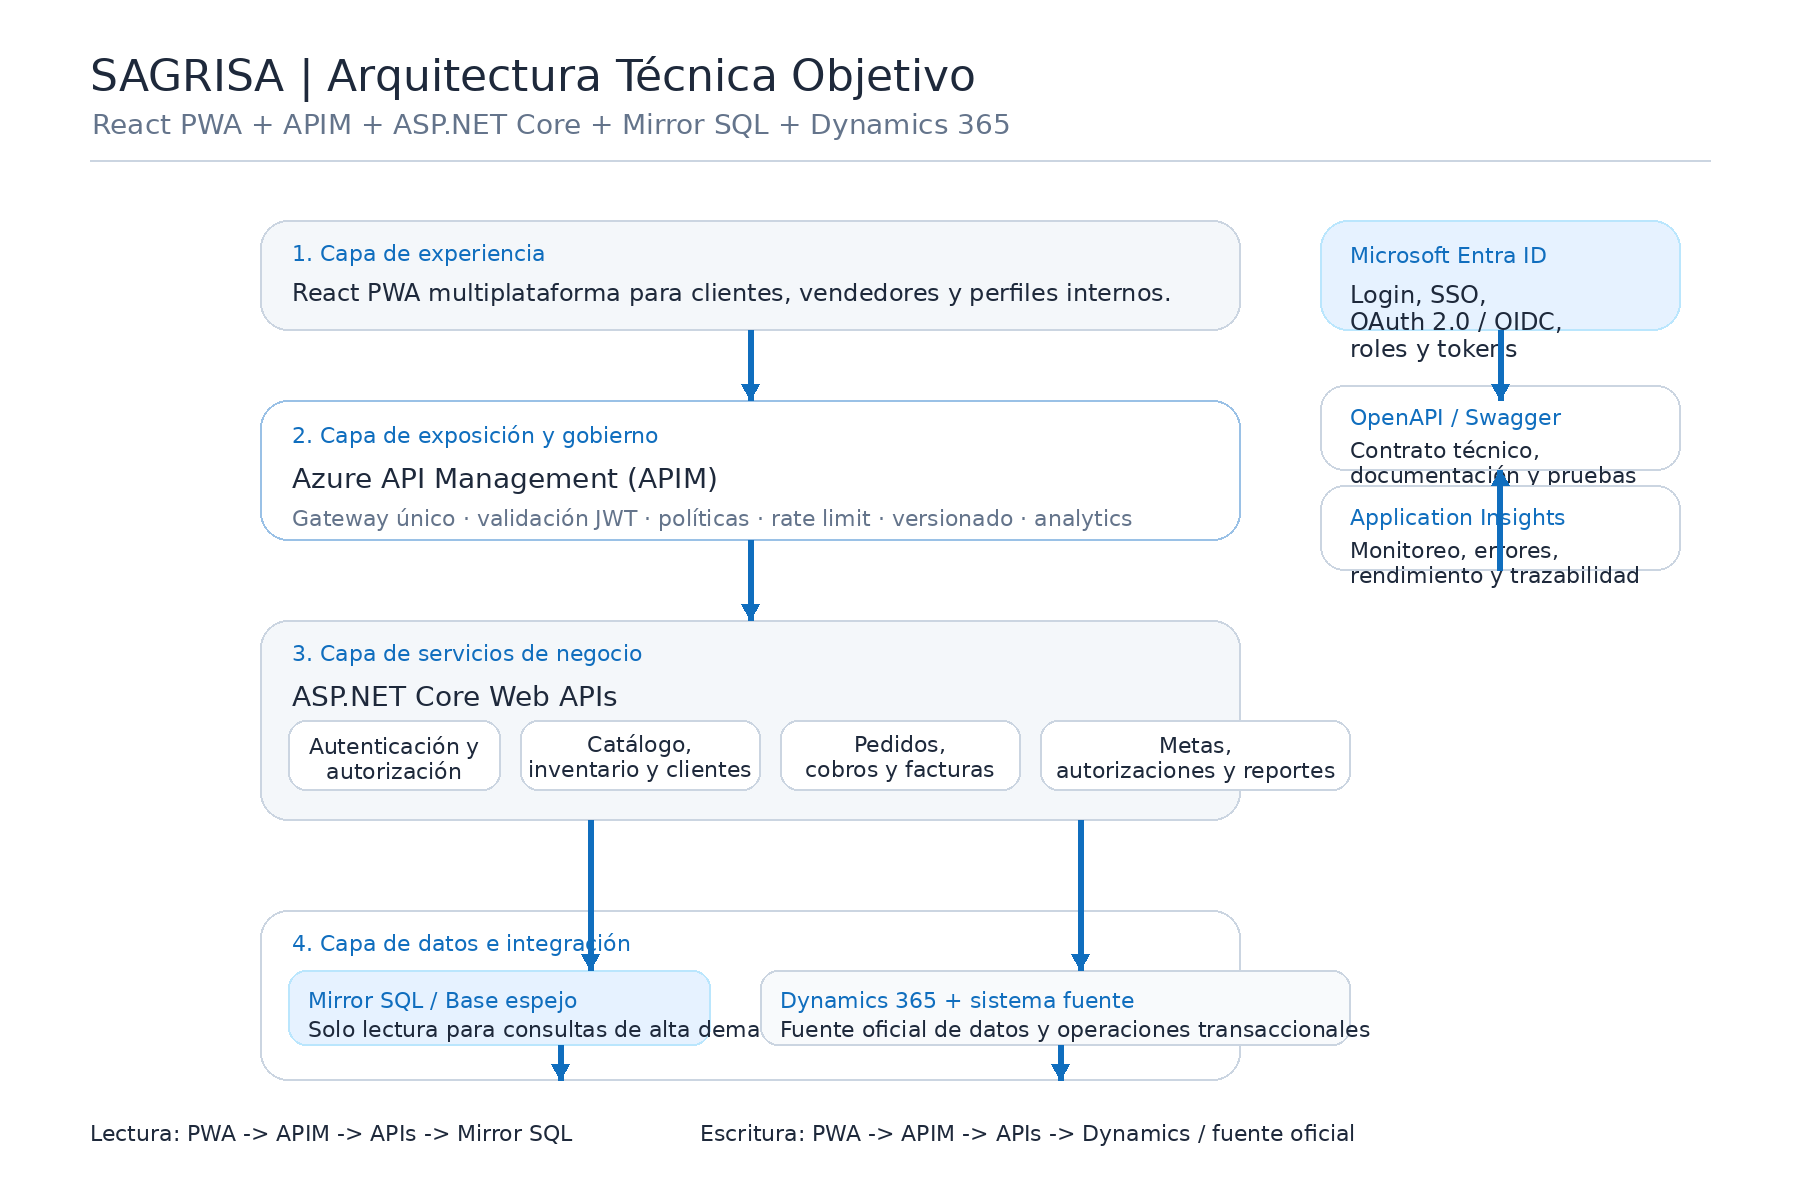 SAGRISA | Arquitectura Técnica Objetivo
React PWA + APIM + ASP.NET Core + Mirror SQL + Dynamics 365
1. Capa de experiencia
React PWA multiplataforma para clientes, vendedores y perfiles internos.
Microsoft Entra ID
Login, SSO,
OAuth 2.0 / OIDC,
roles y tokens
2. Capa de exposición y gobierno
Azure API Management (APIM)
Gateway único · validación JWT · políticas · rate limit · versionado · analytics
OpenAPI / Swagger
Contrato técnico,
documentación y pruebas
Application Insights
Monitoreo, errores,
rendimiento y trazabilidad
3. Capa de servicios de negocio
ASP.NET Core Web APIs
Autenticación y
autorización
Catálogo,
inventario y clientes
Pedidos,
cobros y facturas
Metas,
autorizaciones y reportes
4. Capa de datos e integración
Mirror SQL / Base espejo
Solo lectura para consultas de alta dema
Dynamics 365 + sistema fuente
Fuente oficial de datos y operaciones transaccionales
Lectura: PWA -> APIM -> APIs -> Mirror SQL
Escritura: PWA -> APIM -> APIs -> Dynamics / fuente oficial